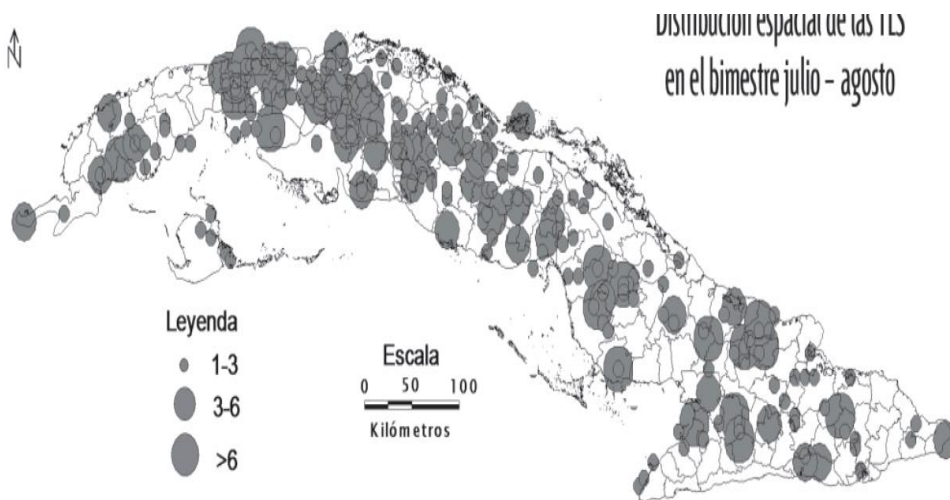 Distribución espacial de las TLS
en el bimestre julio – agosto
N
Leyenda
1-3
3-6
>6
Escala
0 50 100
Kilómetros